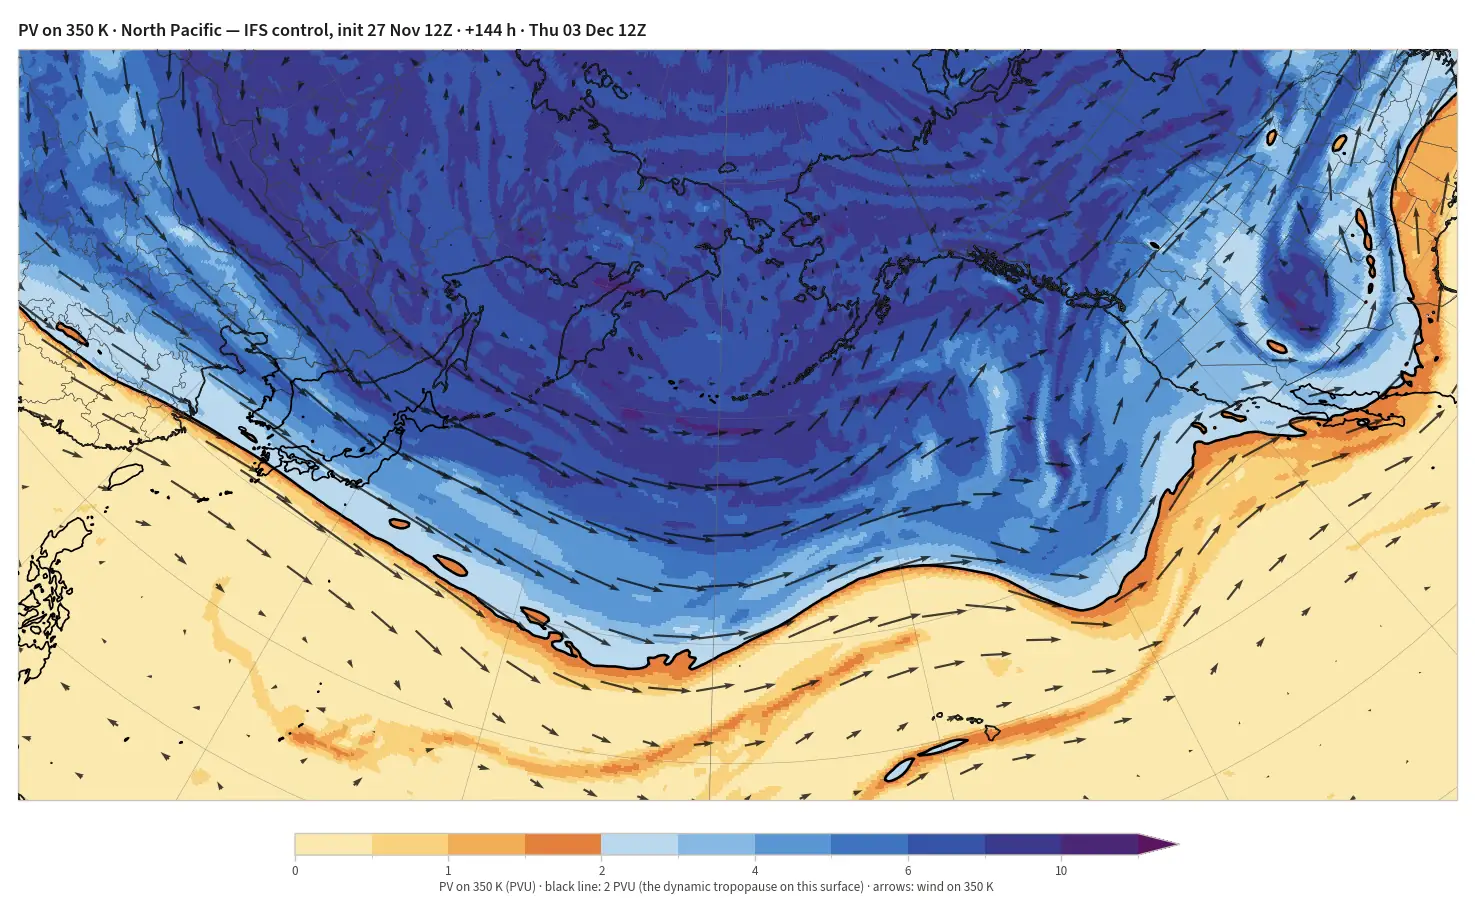 PV on 350 K · North Pacific — IFS control, init 27 Nov 12Z · +144 h · Thu 03 Dec 12Z
0 1 2 4 6 10
PV on 350 K (PVU) · black line: 2 PVU (the dynamic tropopause on this surface) · arrows: wind on 350 K